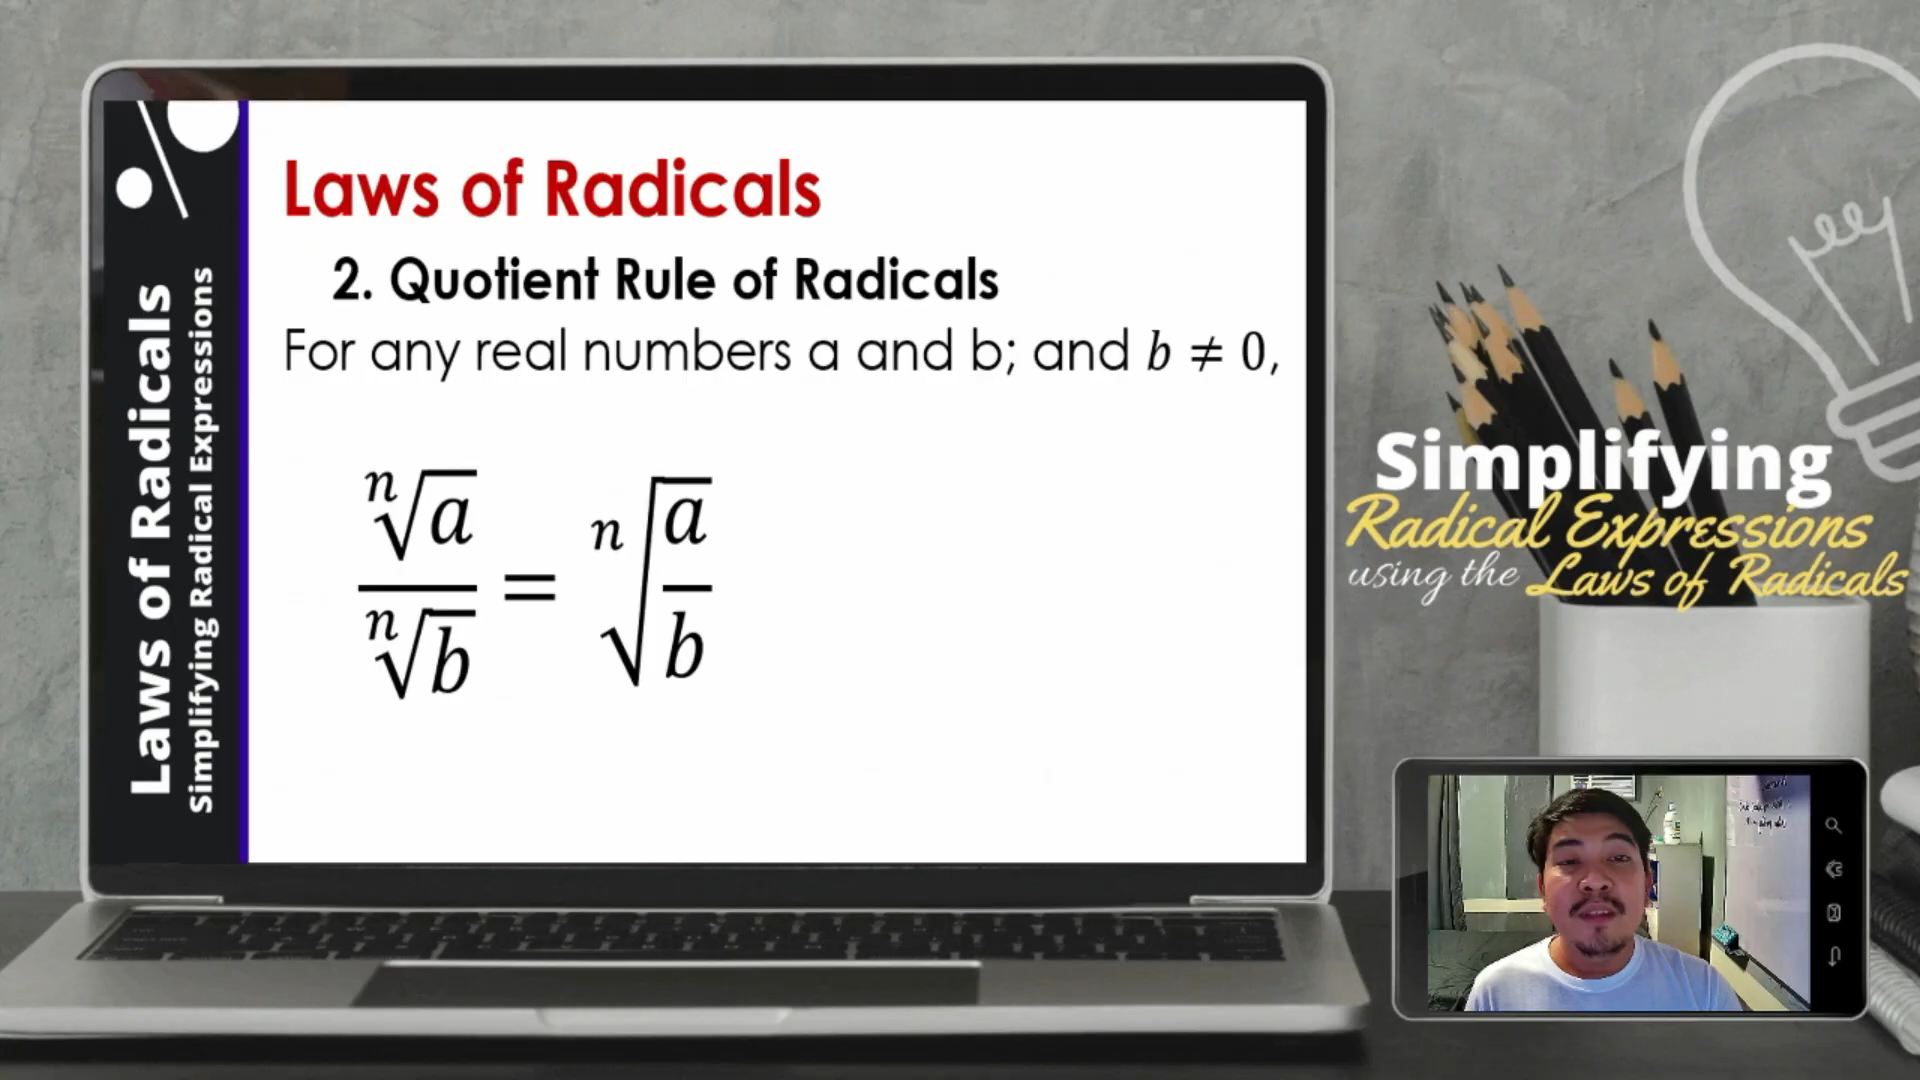 Laws of Radicals
Simplifying Radical Expressions
Laws of Radicals
2. Quotient Rule of Radicals
For any real numbers a and b; and b ≠ 0,
ⁿ√a / ⁿ√b = ⁿ√(a/b)
Simplifying
Radical Expressions
using the Laws of Radicals